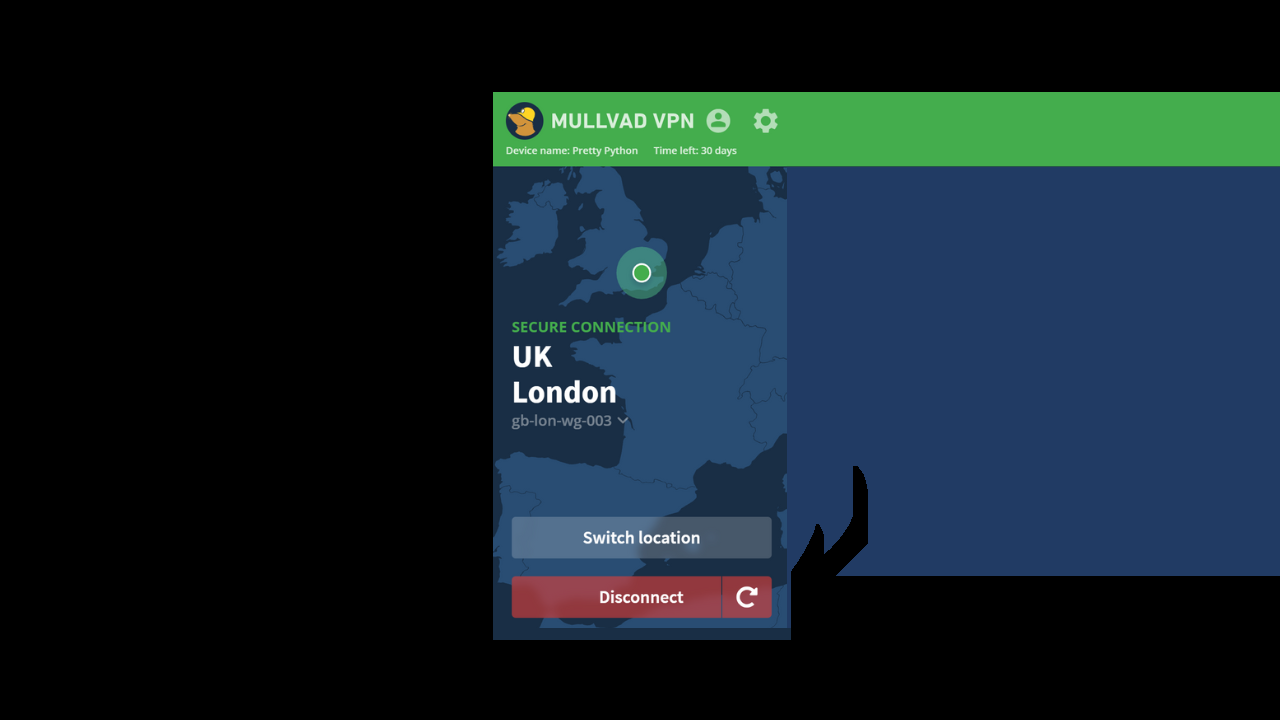 MULLVAD VPN
Device name: Pretty Python Time left: 30 days
SECURE CONNECTION
UK
London
gb-lon-wg-003
Switch location
Disconnect